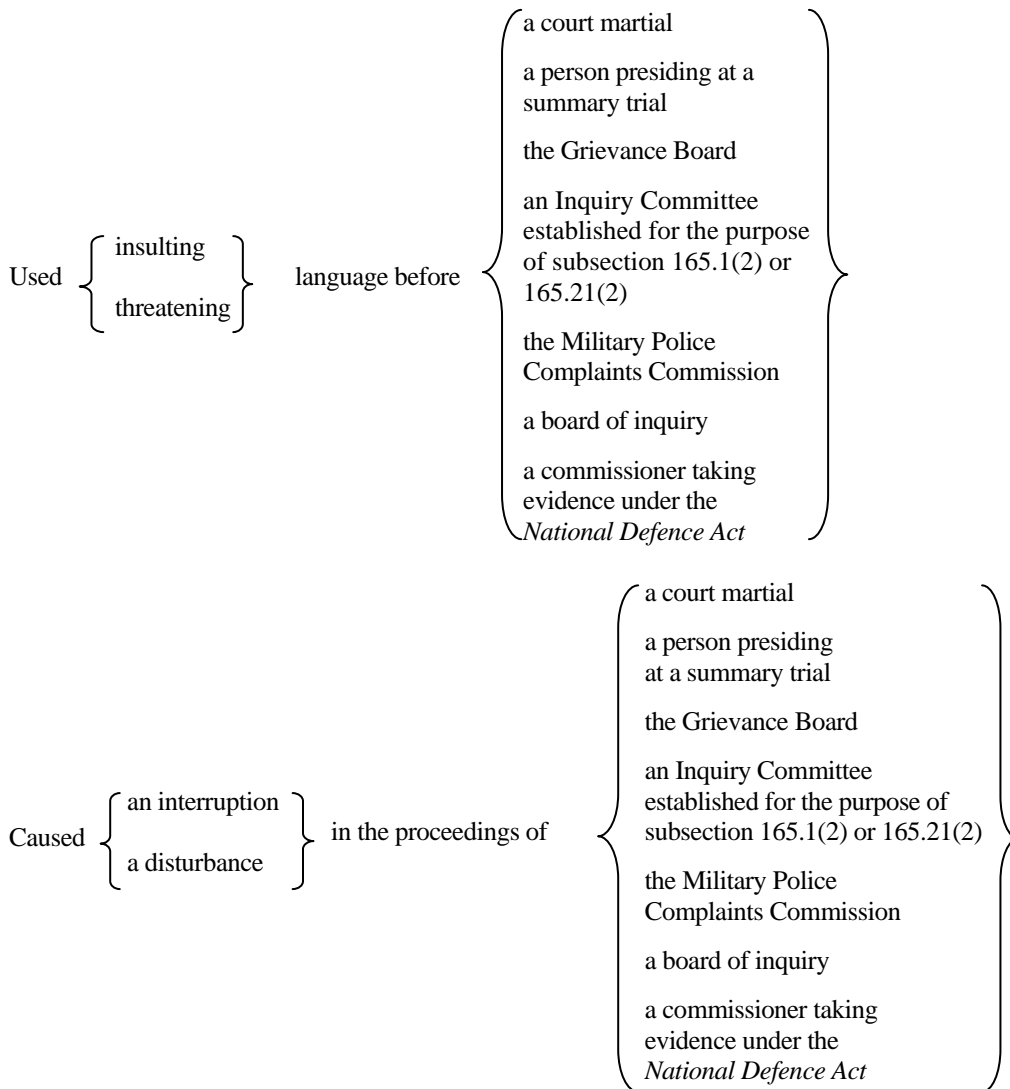 Used
insulting
threatening
language before
a court martial
a person presiding at a
summary trial
the Grievance Board
an Inquiry Committee
established for the purpose
of subsection 165.1(2) or
165.21(2)
the Military Police
Complaints Commission
a board of inquiry
a commissioner taking
evidence under the
National Defence Act
Caused
an interruption
a disturbance
in the proceedings of
a court martial
a person presiding
at a summary trial
the Grievance Board
an Inquiry Committee
established for the purpose of
subsection 165.1(2) or 165.21(2)
the Military Police
Complaints Commission
a board of inquiry
a commissioner taking
evidence under the
National Defence Act